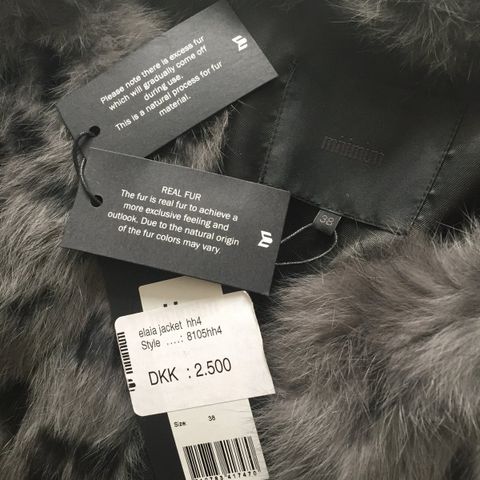 Please note there is excess fur
which will gradually come off
during use.
This is a natural process for fur
material.
minimum
38
REAL FUR
The fur is real fur to achieve a
more exclusive feeling and
outlook. Due to the natural origin
of the fur colors may vary.
elaia jacket hh4
Style ....: 8105hh4
DKK : 2.500
Size: 38